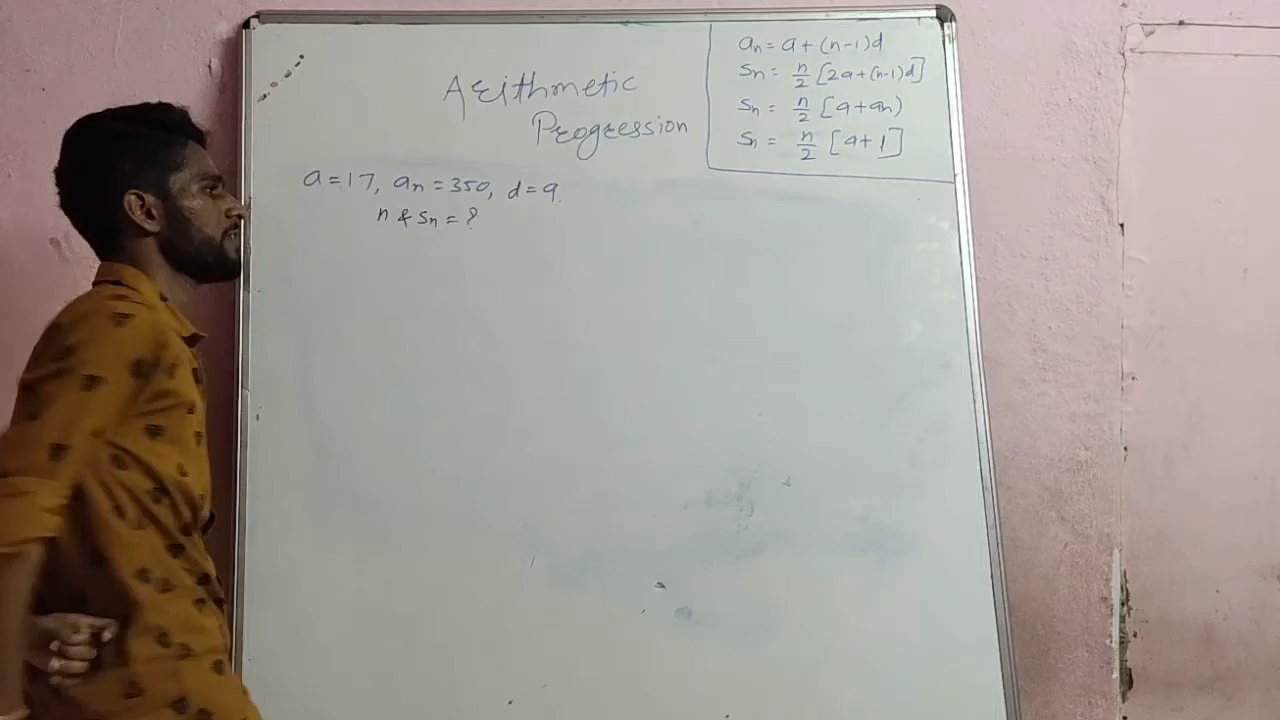 Arithmetic
Progression
an = a + (n-1)d
Sn = n/2 [2a+(n-1)d]
Sn = n/2 [a+an)
Sn = n/2 [a+l]
a = 17, an = 350, d = 9.
n & Sn = ?